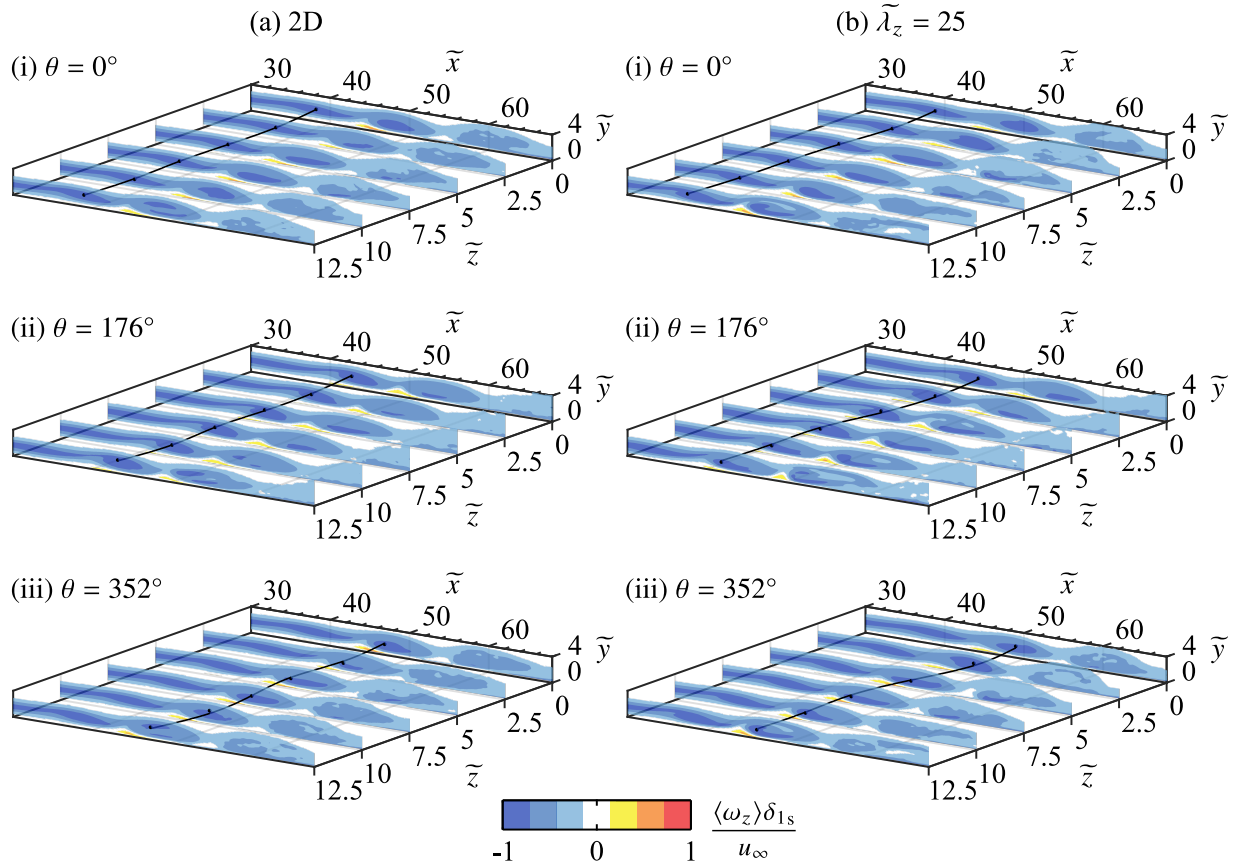 (a) 2D
(b) λ̃_z = 25
(i) θ = 0°
30 40 50 60 x̃
4 0 ỹ
0 2.5 5 7.5 10 12.5 z̃
(i) θ = 0°
30 40 50 60 x̃
4 0 ỹ
0 2.5 5 7.5 10 12.5 z̃
(ii) θ = 176°
30 40 50 60 x̃
4 0 ỹ
0 2.5 5 7.5 10 12.5 z̃
(ii) θ = 176°
30 40 50 60 x̃
4 0 ỹ
0 2.5 5 7.5 10 12.5 z̃
(iii) θ = 352°
30 40 50 60 x̃
4 0 ỹ
0 2.5 5 7.5 10 12.5 z̃
(iii) θ = 352°
30 40 50 60 x̃
4 0 ỹ
0 2.5 5 7.5 10 12.5 z̃
-1 0 1
⟨ω_z⟩δ_1s
u_∞